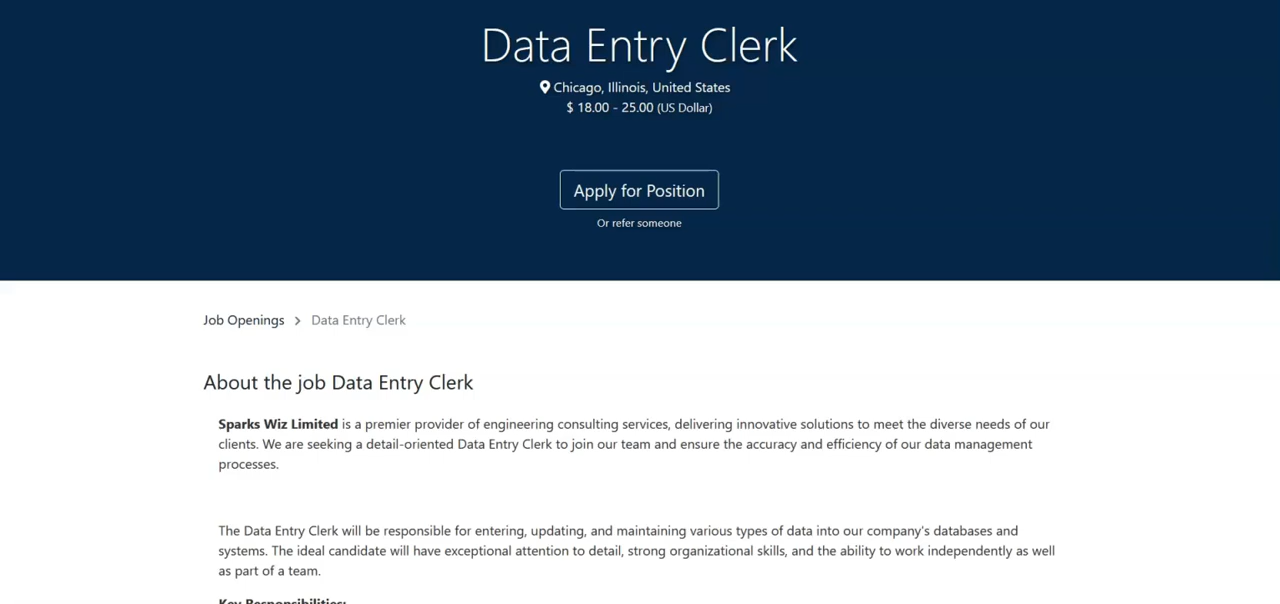 Data Entry Clerk
Chicago, Illinois, United States
$ 18.00 - 25.00 (US Dollar)
Apply for Position
Or refer someone
Job Openings > Data Entry Clerk
About the job Data Entry Clerk
Sparks Wiz Limited is a premier provider of engineering consulting services, delivering innovative solutions to meet the diverse needs of our
clients. We are seeking a detail-oriented Data Entry Clerk to join our team and ensure the accuracy and efficiency of our data management
processes.
The Data Entry Clerk will be responsible for entering, updating, and maintaining various types of data into our company's databases and
systems. The ideal candidate will have exceptional attention to detail, strong organizational skills, and the ability to work independently as well
as part of a team.
Key Responsibilities: